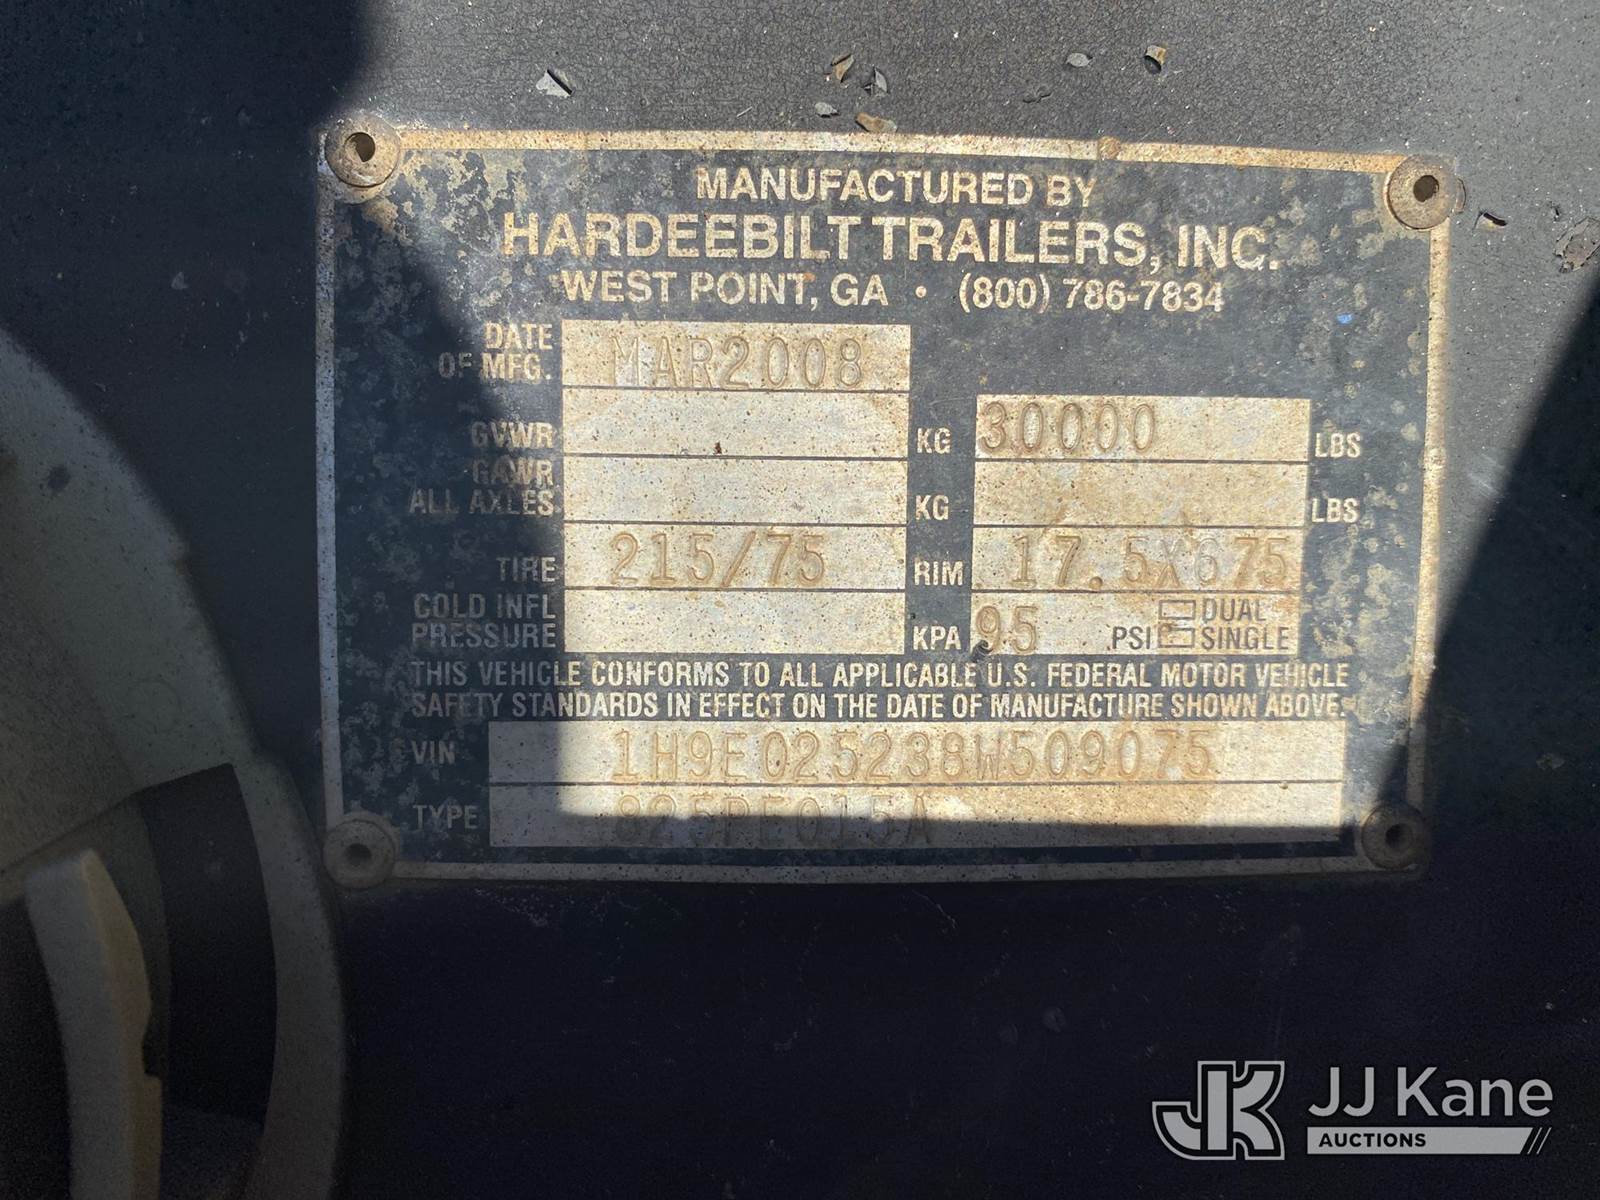 MANUFACTURED BY
HARDEEBILT TRAILERS, INC.
WEST POINT, GA • (800) 786-7834
DATE OF MFG. MAR2008
GVWR KG 30000 LBS
GAWR ALL AXLES KG LBS
TIRE 215/75 RIM 17.5X675
COLD INFL PRESSURE KPA 95 PSI DUAL SINGLE
THIS VEHICLE CONFORMS TO ALL APPLICABLE U.S. FEDERAL MOTOR VEHICLE
SAFETY STANDARDS IN EFFECT ON THE DATE OF MANUFACTURE SHOWN ABOVE.
VIN 1H9E025238W509075
TYPE
JK JJ Kane
AUCTIONS